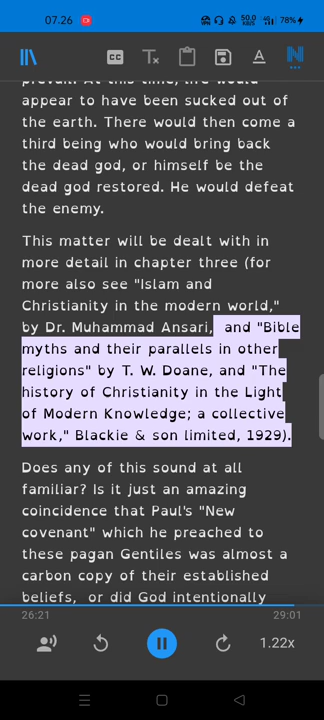 07.26
50.0
KB/S
4G
78%
CC
prevail. At this time, life would
appear to have been sucked out of
the earth. There would then come a
third being who would bring back
the dead god, or himself be the
dead god restored. He would defeat
the enemy.
This matter will be dealt with in
more detail in chapter three (for
more also see "Islam and
Christianity in the modern world,"
by Dr. Muhammad Ansari, and "Bible
myths and their parallels in other
religions" by T. W. Doane, and "The
history of Christianity in the Light
of Modern Knowledge; a collective
work," Blackie & son limited, 1929).
Does any of this sound at all
familiar? Is it just an amazing
coincidence that Paul's "New
covenant" which he preached to
these pagan Gentiles was almost a
carbon copy of their established
beliefs, or did God intentionally
26:21
29:01
1.22x